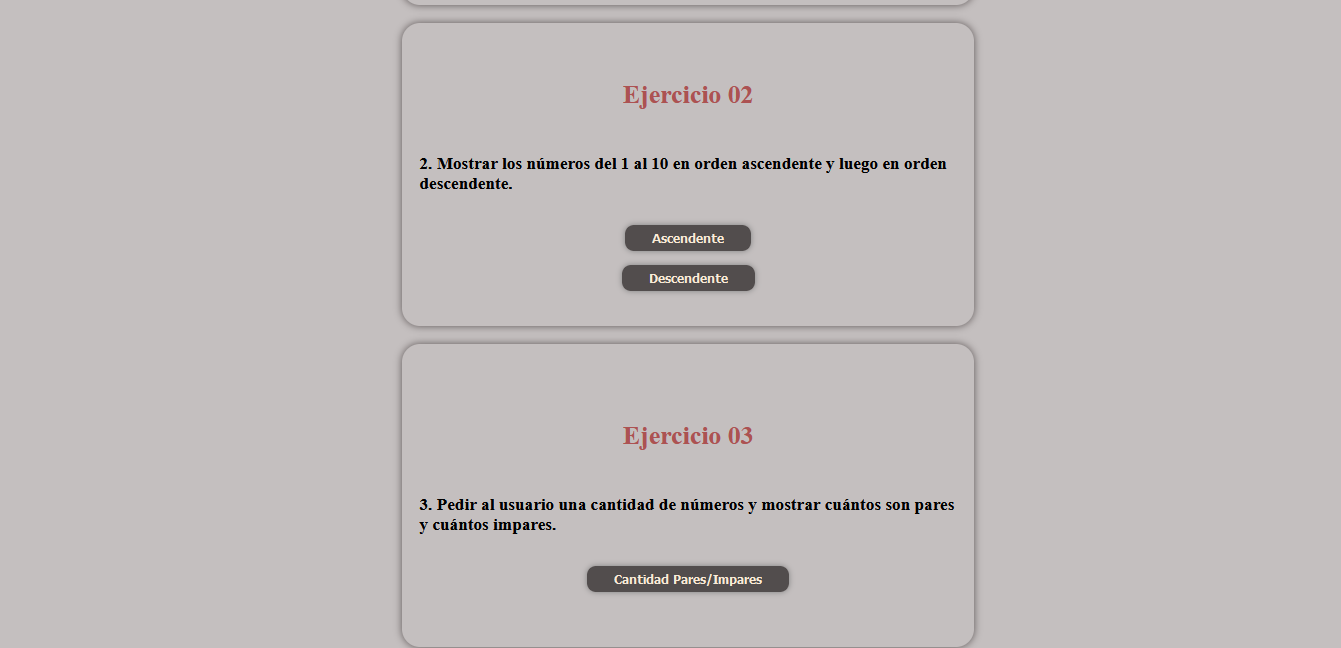 Ejercicio 02
2. Mostrar los números del 1 al 10 en orden ascendente y luego en orden
descendente.
Ascendente
Descendente
Ejercicio 03
3. Pedir al usuario una cantidad de números y mostrar cuántos son pares
y cuántos impares.
Cantidad Pares/Impares